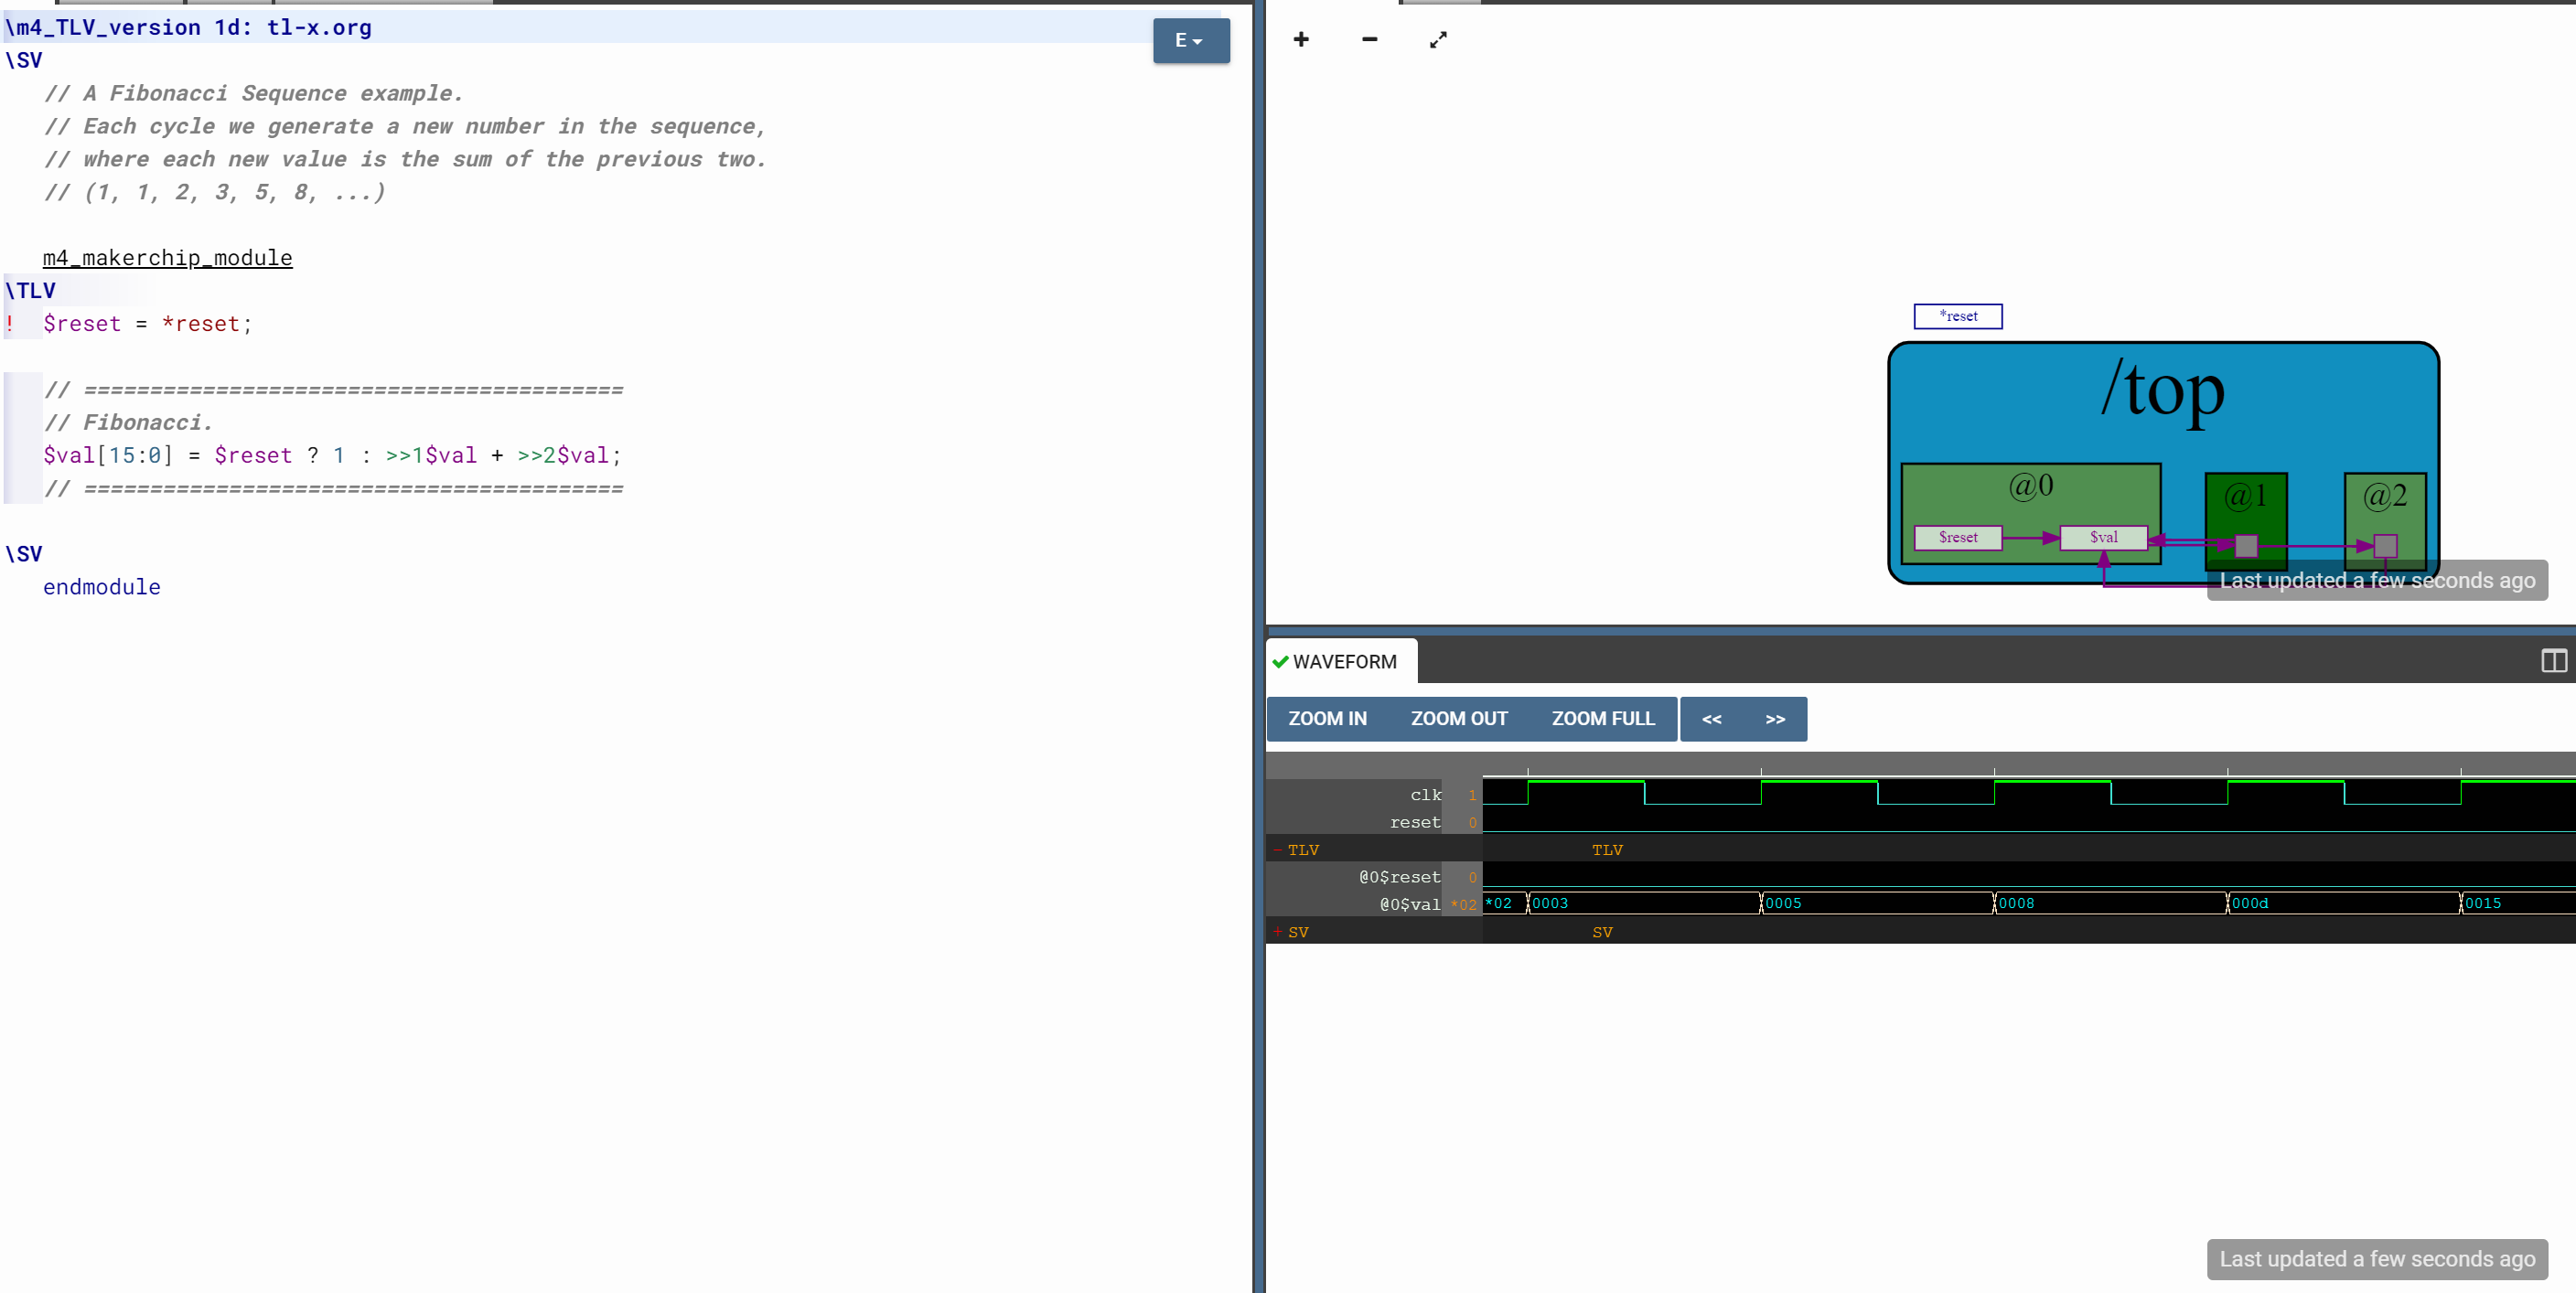 \m4_TLV_version 1d: tl-x.org
\SV
// A Fibonacci Sequence example.
// Each cycle we generate a new number in the sequence,
// where each new value is the sum of the previous two.
// (1, 1, 2, 3, 5, 8, ...)
m4_makerchip_module
\TLV
! $reset = *reset;
// =========================================
// Fibonacci.
$val[15:0] = $reset ? 1 : >>1$val + >>2$val;
// =========================================
\SV
endmodule
E
+ −
*reset
/top
@0 @1 @2
$reset $val
Last updated a few seconds ago
WAVEFORM
ZOOM IN ZOOM OUT ZOOM FULL << >>
clk 1
reset 0
− TLV TLV
@0$reset 0
@0$val *02 *02 0003 0005 0008 000d 0015
+ SV SV
Last updated a few seconds ago